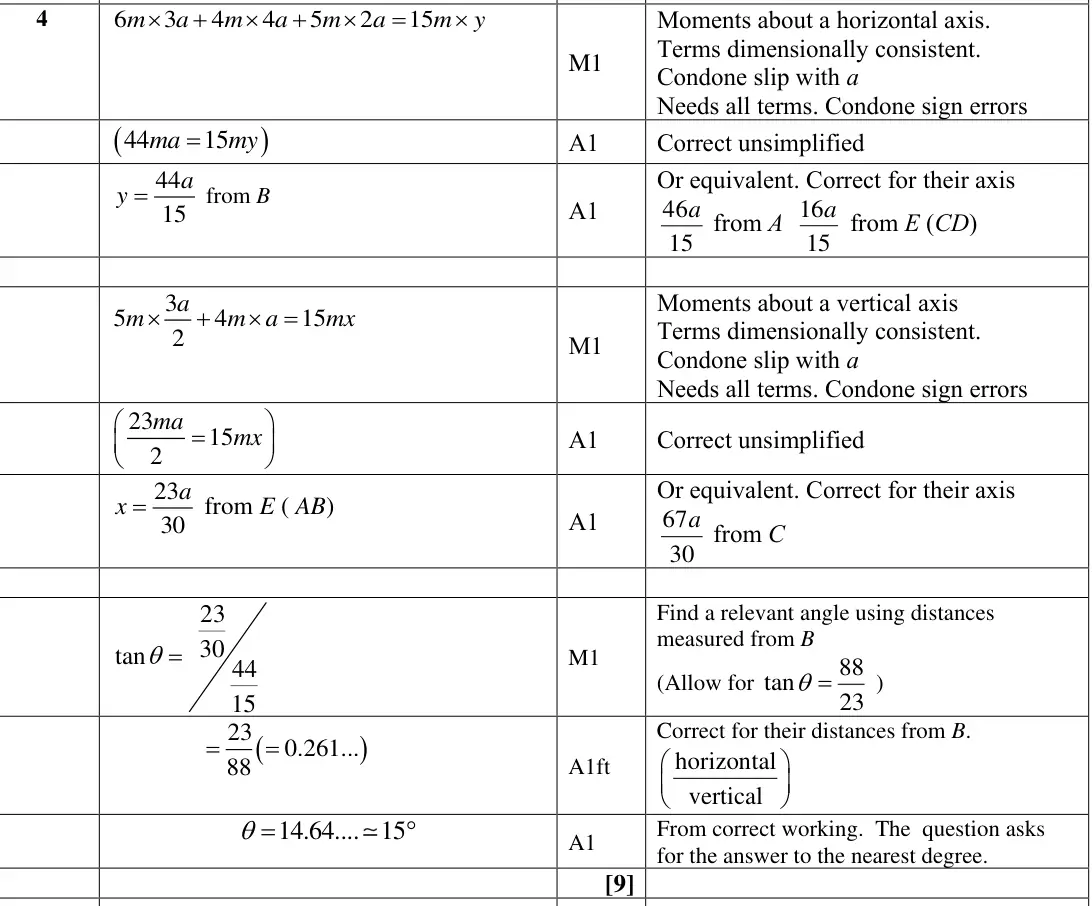 4
6m×3a+4m×4a+5m×2a=15m×y
M1
Moments about a horizontal axis.
Terms dimensionally consistent.
Condone slip with a
Needs all terms. Condone sign errors
(44ma=15my)
A1
Correct unsimplified
y = 44a/15 from B
A1
Or equivalent. Correct for their axis
46a/15 from A 16a/15 from E (CD)
5m×3a/2+4m×a=15mx
M1
Moments about a vertical axis
Terms dimensionally consistent.
Condone slip with a
Needs all terms. Condone sign errors
(23ma/2=15mx)
A1
Correct unsimplified
x = 23a/30 from E ( AB)
A1
Or equivalent. Correct for their axis
67a/30 from C
tanθ = 23/30 / 44/15
M1
Find a relevant angle using distances
measured from B
(Allow for tanθ = 88/23 )
= 23/88 (=0.261...)
A1ft
Correct for their distances from B.
(horizontal/vertical)
θ=14.64....≃15°
A1
From correct working. The question asks
for the answer to the nearest degree.
[9]